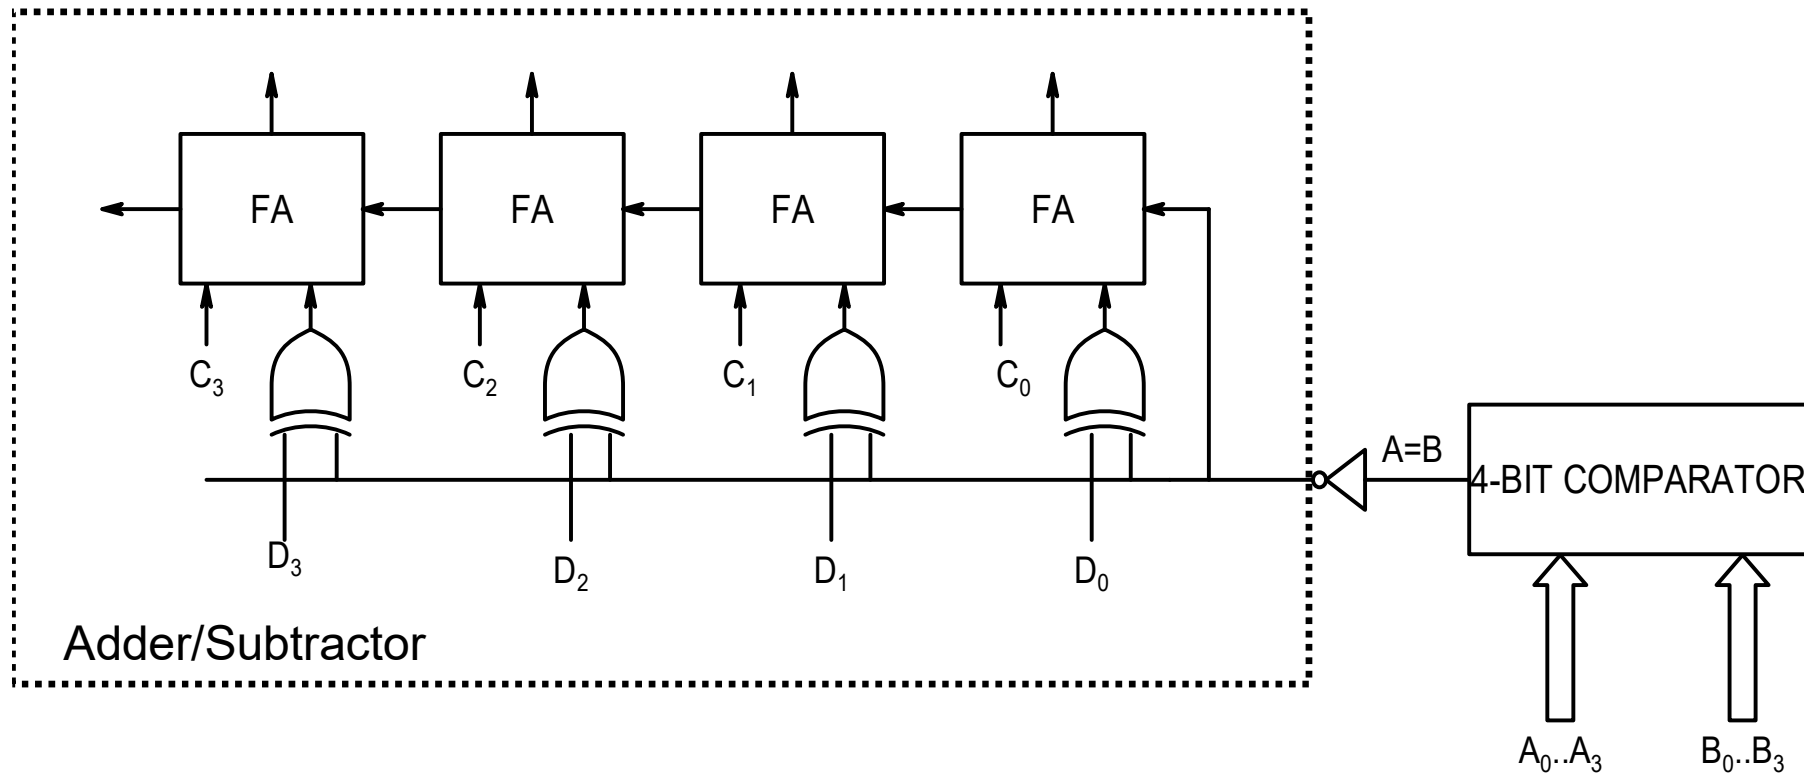 FA FA FA FA
C3 C2 C1 C0
A=B
4-BIT COMPARATOR
D3 D2 D1 D0
Adder/Subtractor
A0..A3 B0..B3